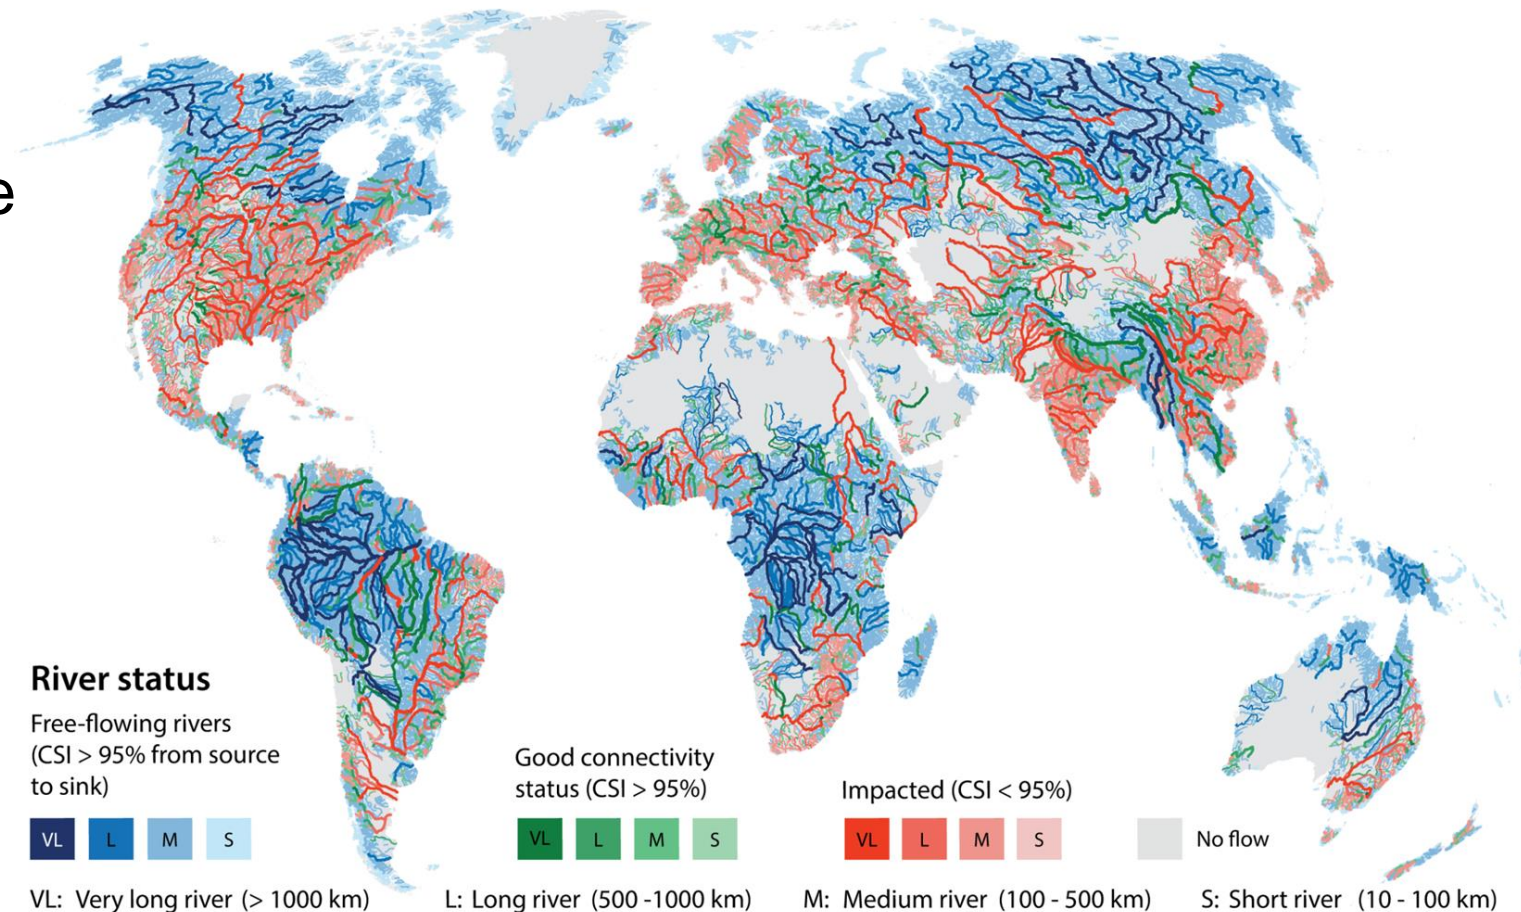 e
River status
Free-flowing rivers
(CSI > 95% from source
to sink)
VL L M S
Good connectivity
status (CSI > 95%)
VL L M S
Impacted (CSI < 95%)
VL L M S
No flow
VL: Very long river (> 1000 km) L: Long river (500 -1000 km) M: Medium river (100 - 500 km) S: Short river (10 - 100 km)